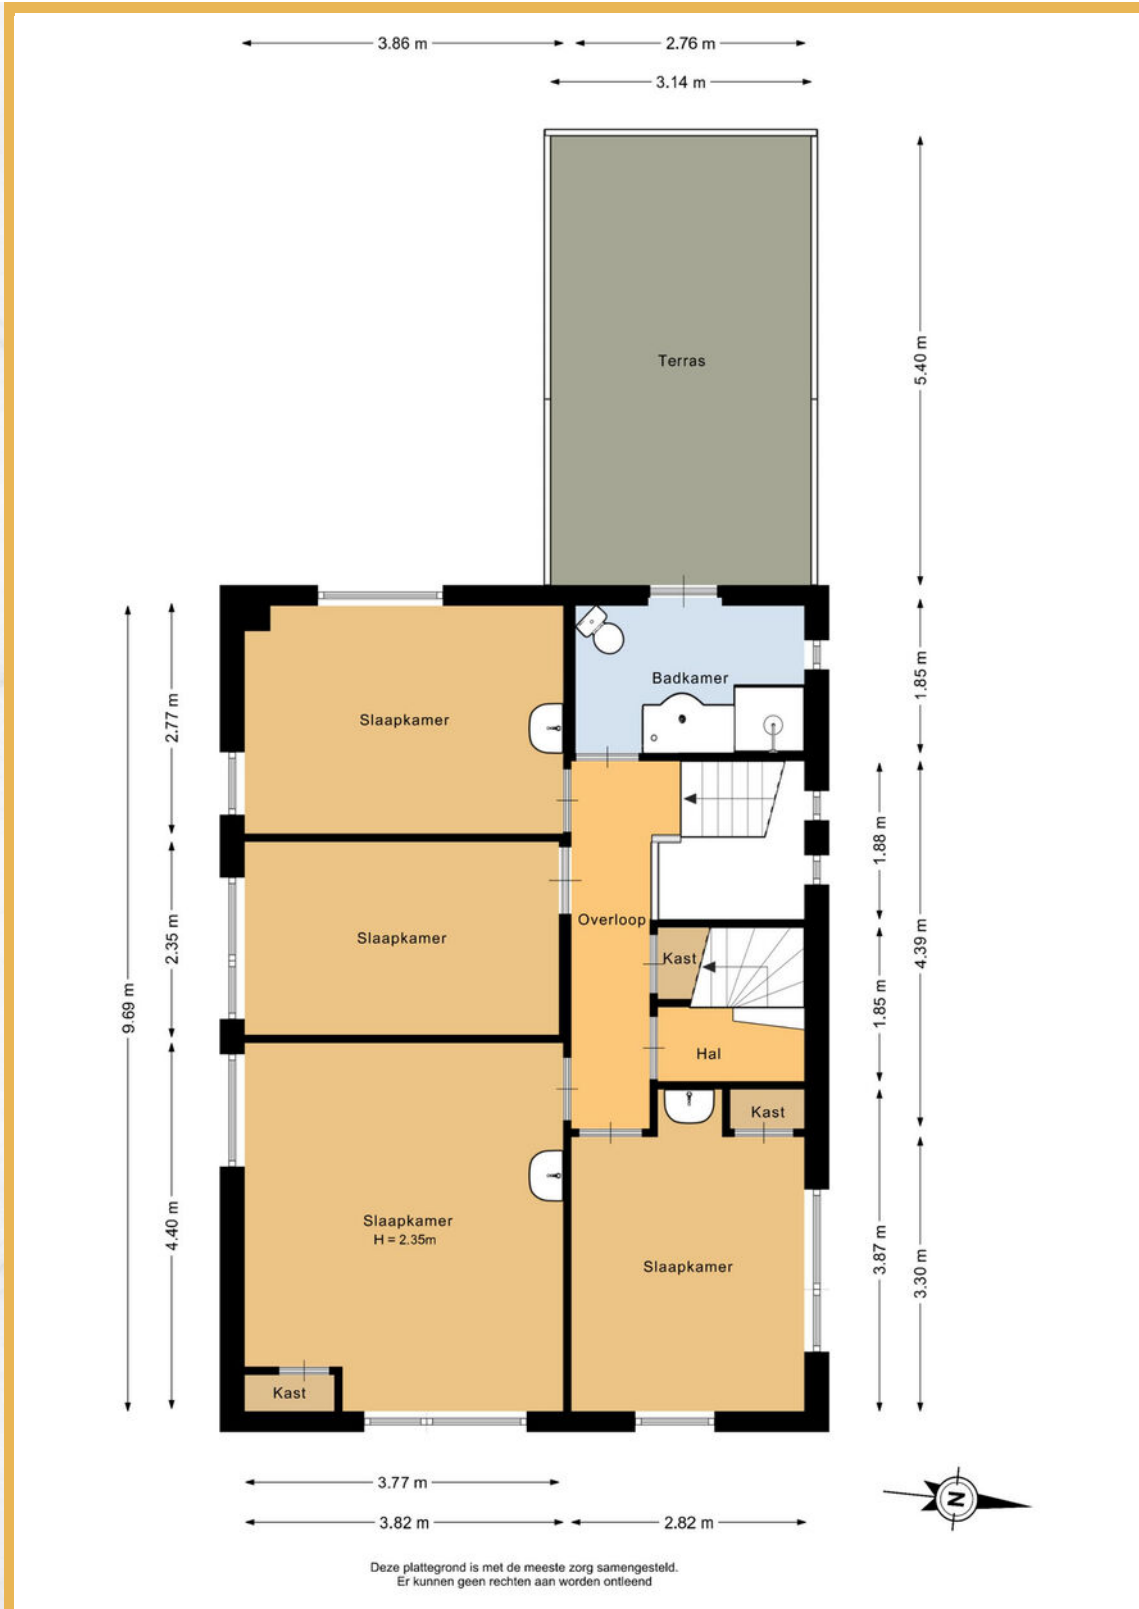 3.86 m
2.76 m
3.14 m
5.40 m
Terras
1.85 m
Badkamer
2.77 m
Slaapkamer
1.88 m
Overloop
4.39 m
2.35 m
Slaapkamer
Kast
9.69 m
1.85 m
Hal
Kast
4.40 m
Slaapkamer
H = 2.35m
3.87 m
Slaapkamer
3.30 m
Kast
3.77 m
N
3.82 m
2.82 m
Deze plattegrond is met de meeste zorg samengesteld.
Er kunnen geen rechten aan worden ontleend